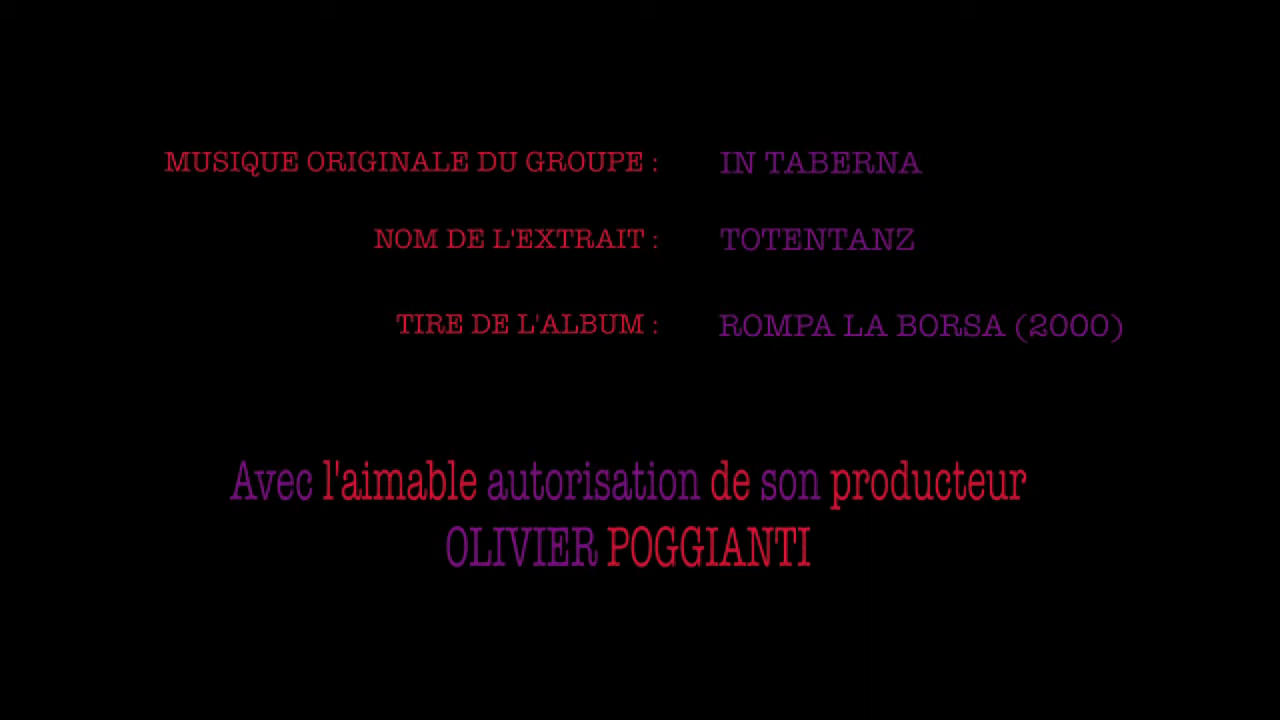 MUSIQUE ORIGINALE DU GROUPE : IN TABERNA
NOM DE L'EXTRAIT : TOTENTANZ
TIRE DE L'ALBUM : ROMPA LA BORSA (2000)
Avec l'aimable autorisation de son producteur
OLIVIER POGGIANTI